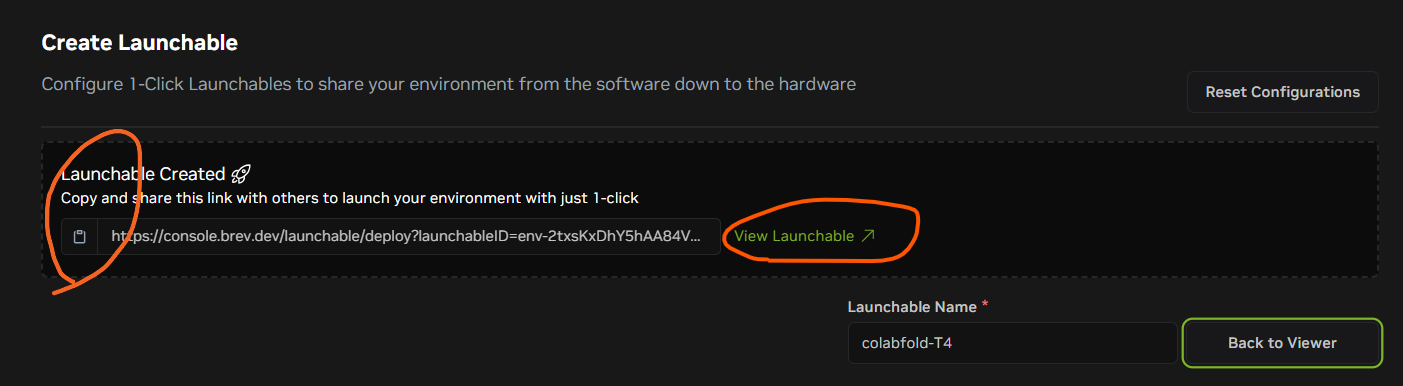 Create Launchable
Configure 1-Click Launchables to share your environment from the software down to the hardware
Reset Configurations
Launchable Created
Copy and share this link with others to launch your environment with just 1-click
https://console.brev.dev/launchable/deploy?launchableID=env-2txsKxDhY5hAA84V...
View Launchable
Launchable Name *
colabfold-T4
Back to Viewer